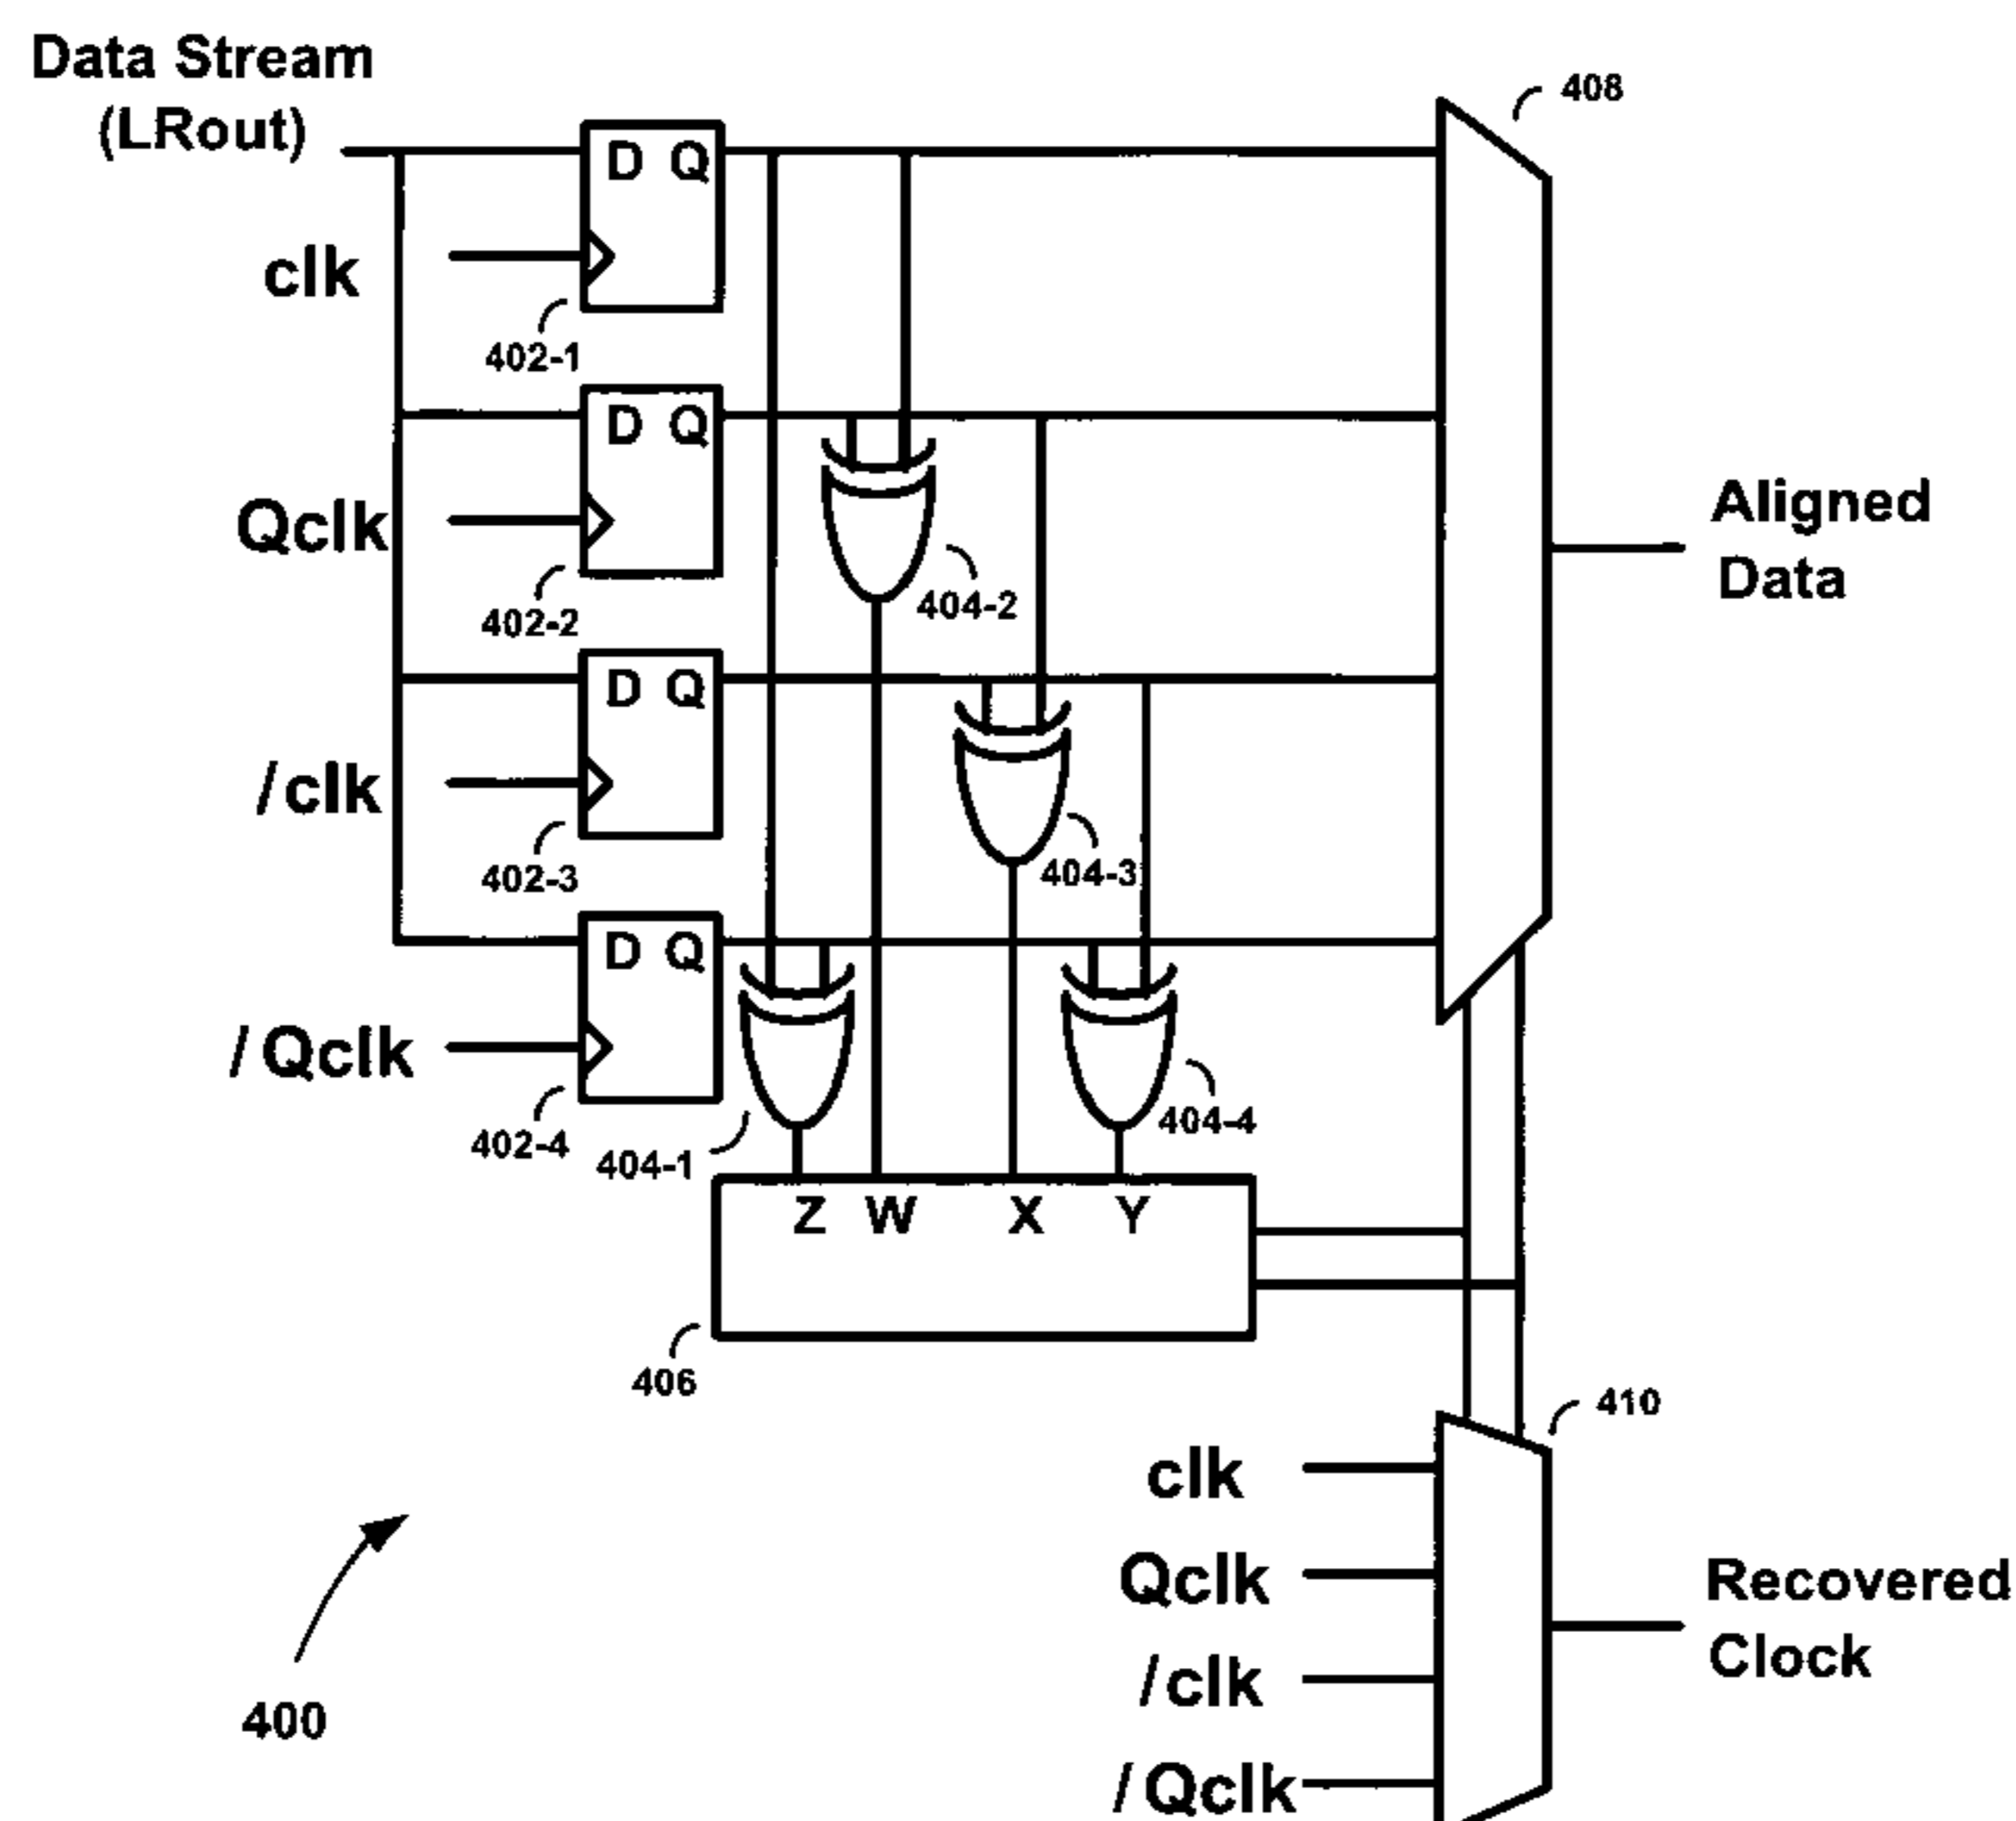 Data Stream
(LRout)
408
D Q
clk
402-1
D Q
Qclk
404-2
402-2
Aligned
Data
D Q
/clk
404-3
402-3
D Q
/Qclk
404-4
402-4
404-1
Z W X Y
406
410
clk
Qclk
Recovered
Clock
/clk
/Qclk
400